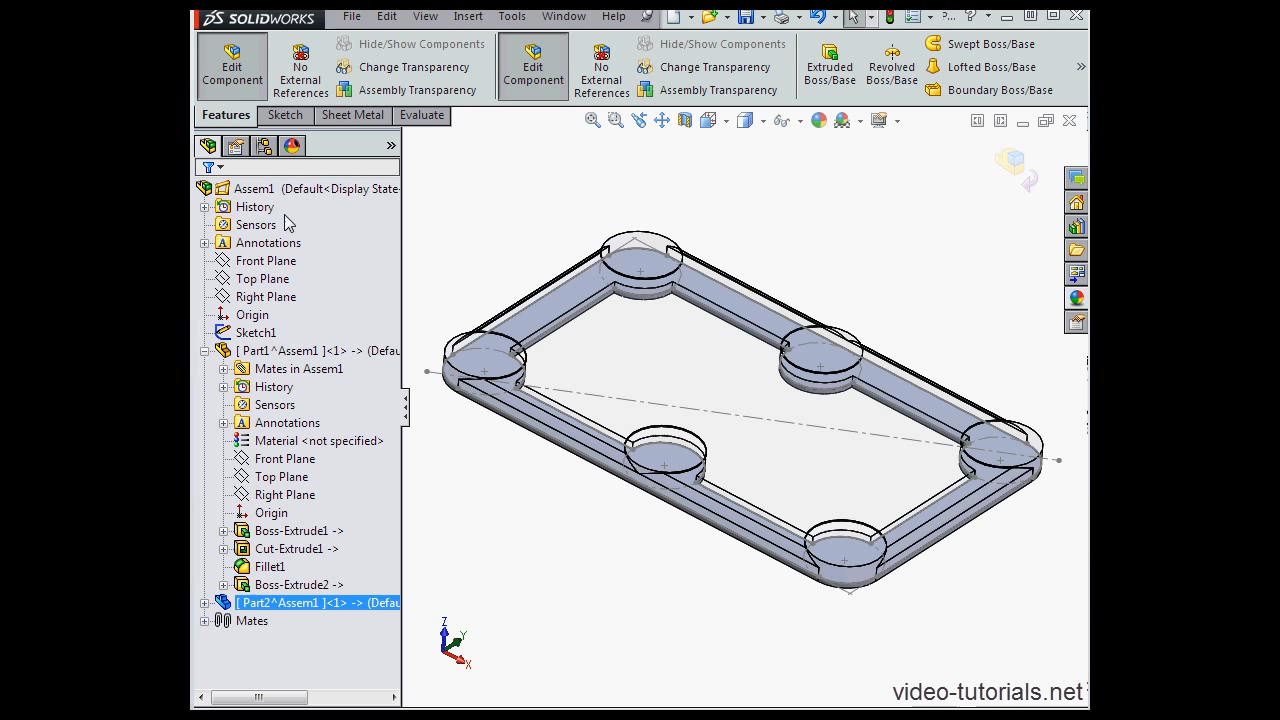 SOLIDWORKS File Edit View Insert Tools Window Help ?... ?
Edit Component
No External References
Hide/Show Components
Change Transparency
Assembly Transparency
Edit Component
No External References
Hide/Show Components
Change Transparency
Assembly Transparency
Extruded Boss/Base
Revolved Boss/Base
Swept Boss/Base
Lofted Boss/Base
Boundary Boss/Base
Features Sketch Sheet Metal Evaluate
Assem1 (Default<Display State-
History
Sensors
Annotations
Front Plane
Top Plane
Right Plane
Origin
Sketch1
[ Part1^Assem1 ]<1> -> (Defau
Mates in Assem1
History
Sensors
Annotations
Material <not specified>
Front Plane
Top Plane
Right Plane
Origin
Boss-Extrude1 ->
Cut-Extrude1 ->
Fillet1
Boss-Extrude2 ->
[ Part2^Assem1 ]<1> -> (Defau
Mates
Z
Y
X
video-tutorials.net